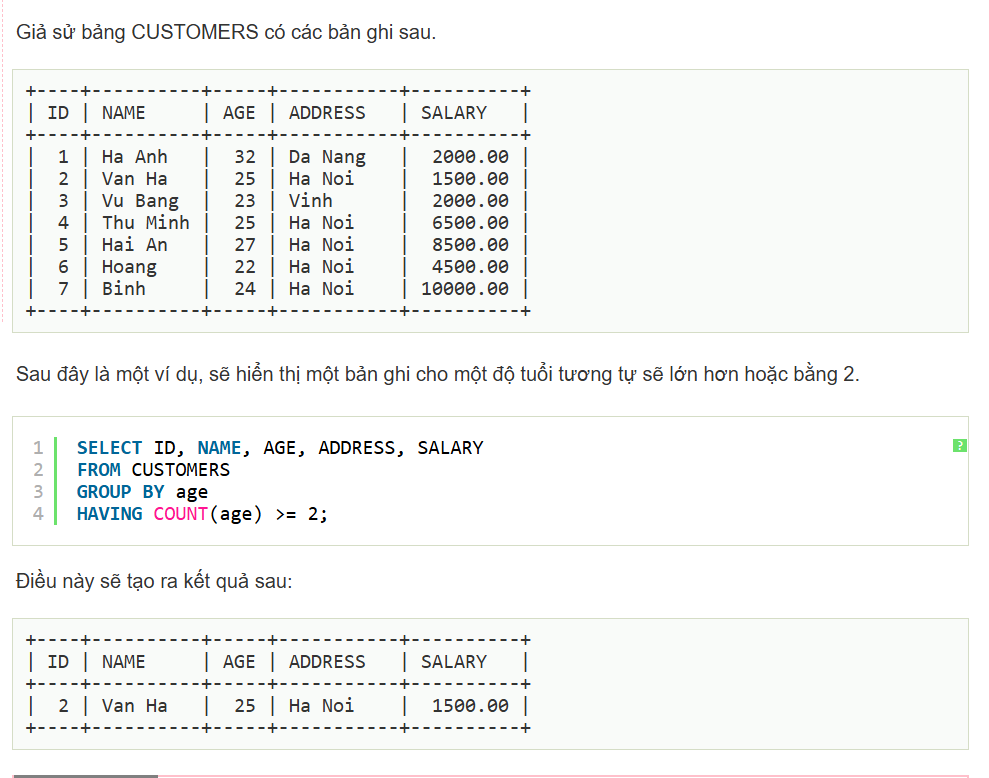 Giả sử bảng CUSTOMERS có các bản ghi sau.
+----+----------+-----+-----------+----------+
| ID | NAME     | AGE | ADDRESS   | SALARY   |
+----+----------+-----+-----------+----------+
|  1 | Ha Anh   |  32 | Da Nang   |  2000.00 |
|  2 | Van Ha   |  25 | Ha Noi    |  1500.00 |
|  3 | Vu Bang  |  23 | Vinh      |  2000.00 |
|  4 | Thu Minh |  25 | Ha Noi    |  6500.00 |
|  5 | Hai An   |  27 | Ha Noi    |  8500.00 |
|  6 | Hoang    |  22 | Ha Noi    |  4500.00 |
|  7 | Binh     |  24 | Ha Noi    | 10000.00 |
+----+----------+-----+-----------+----------+
Sau đây là một ví dụ, sẽ hiển thị một bản ghi cho một độ tuổi tương tự sẽ lớn hơn hoặc bằng 2.
1 SELECT ID, NAME, AGE, ADDRESS, SALARY ?
2 FROM CUSTOMERS
3 GROUP BY age
4 HAVING COUNT(age) >= 2;
Điều này sẽ tạo ra kết quả sau:
+----+----------+-----+-----------+----------+
| ID | NAME     | AGE | ADDRESS   | SALARY   |
+----+----------+-----+-----------+----------+
|  2 | Van Ha   |  25 | Ha Noi    |  1500.00 |
+----+----------+-----+-----------+----------+